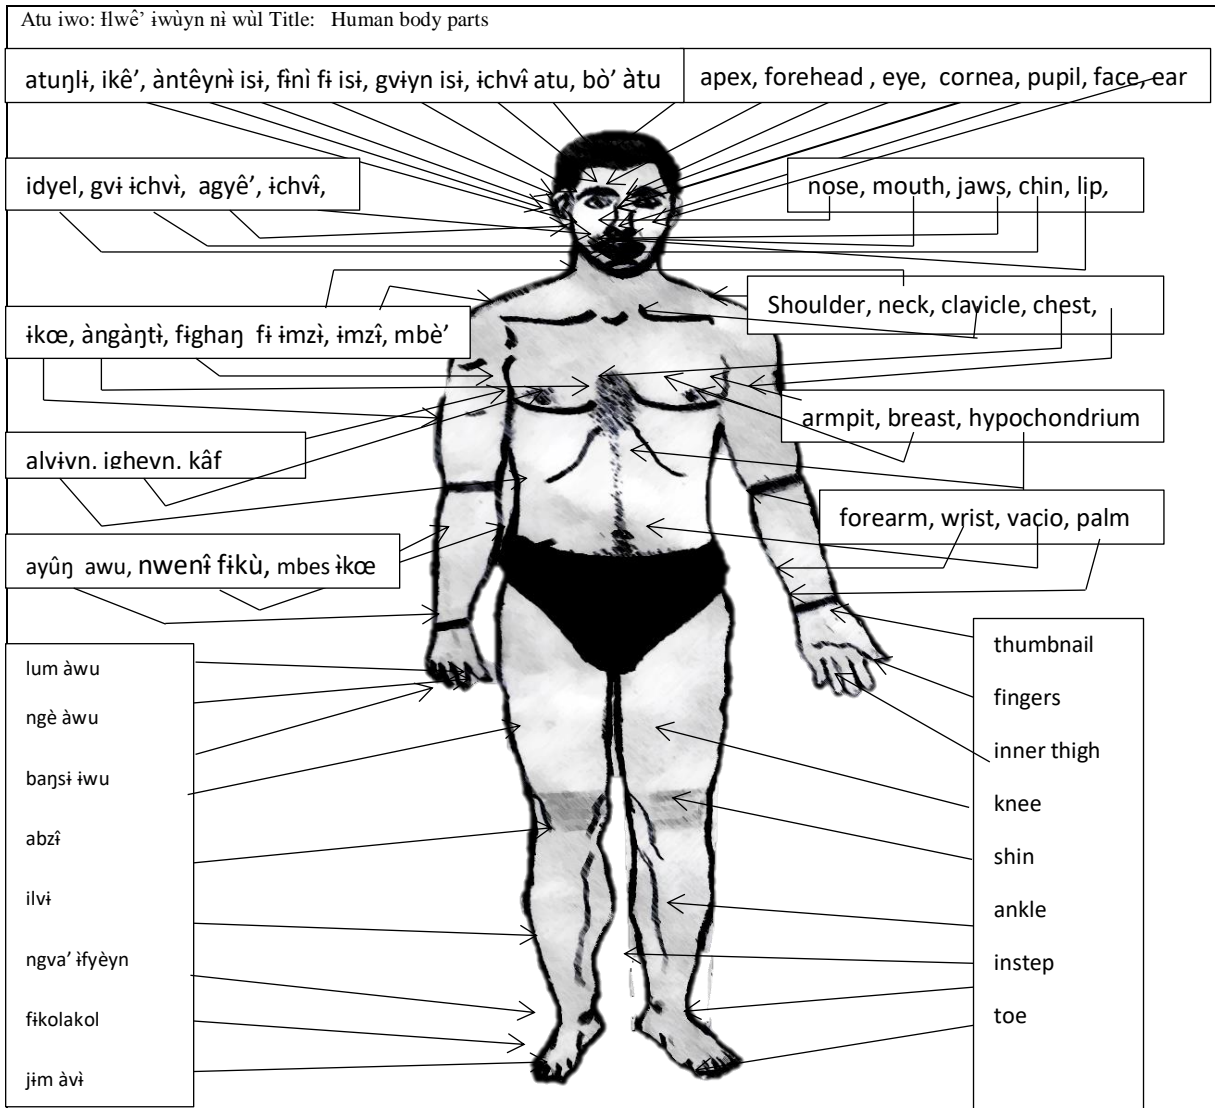 Atu iwo: Ɨlwê’ ɨwùyn nɨ̀ wùl Title: Human body parts
atuŋlɨ, ikê’, àntêynɨ̀ isɨ, fɨ̀nì fɨ isɨ, gvɨyn isɨ, ɨchvɨ̂ atu, bò’ àtu
apex, forehead , eye, cornea, pupil, face, ear
idyel, gvɨ ɨchvɨ̀, agyê’, ɨchvɨ̂,
nose, mouth, jaws, chin, lip,
ɨkœ, àngàŋtɨ̀, fɨghaŋ fɨ ɨmzɨ̀, ɨmzɨ̂, mbè’
Shoulder, neck, clavicle, chest,
alvɨvn, ighevn, kâf
armpit, breast, hypochondrium
ayûŋ awu, nwenɨ̂ fɨkù, mbes ɨkœ
forearm, wrist, vacio, palm
lum àwu
ngè àwu
baŋsɨ ɨwu
abzɨ̂
ilvɨ
ngva’ ɨ̀fyèyn
fɨkolakol
jɨm àvɨ̀
thumbnail
fingers
inner thigh
knee
shin
ankle
instep
toe